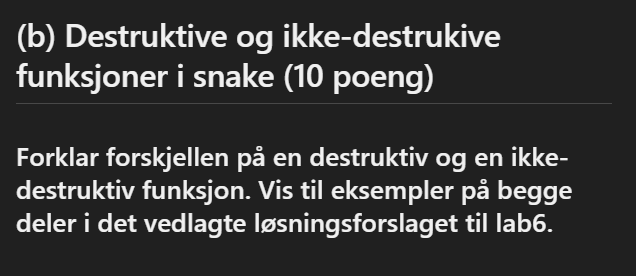 (b) Destruktive og ikke-destrukive
funksjoner i snake (10 poeng)
Forklar forskjellen på en destruktiv og en ikke-
destruktiv funksjon. Vis til eksempler på begge
deler i det vedlagte løsningsforslaget til lab6.